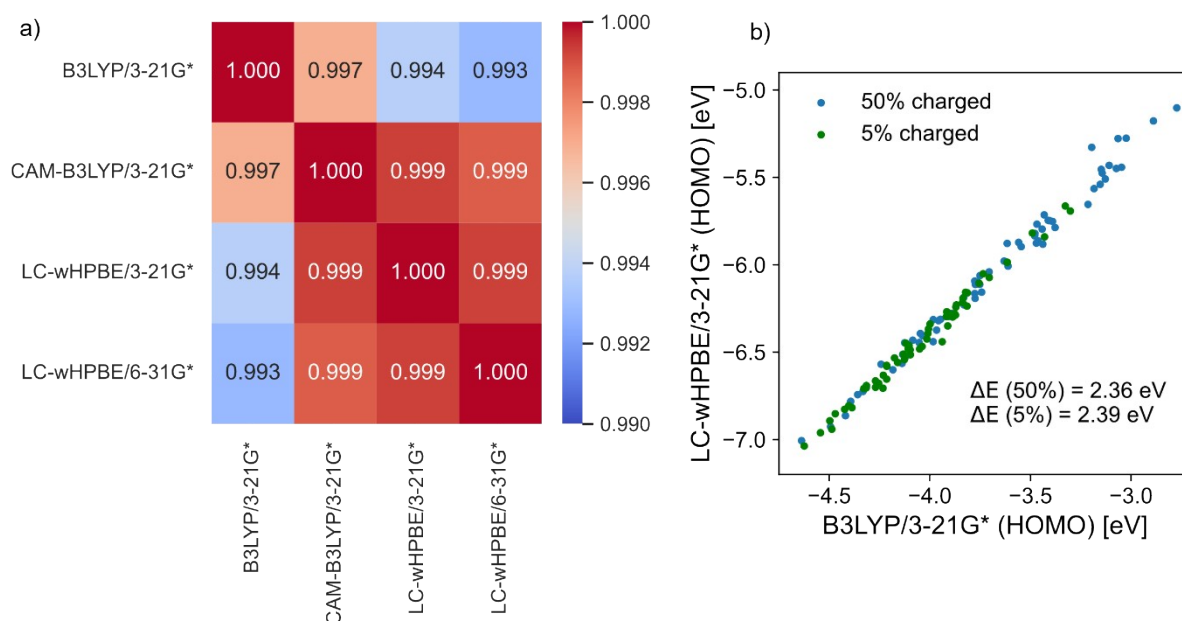 a)
B3LYP/3-21G*
CAM-B3LYP/3-21G*
LC-wHPBE/3-21G*
LC-wHPBE/6-31G*
1.000 0.997 0.994 0.993
0.997 1.000 0.999 0.999
0.994 0.999 1.000 0.999
0.993 0.999 0.999 1.000
B3LYP/3-21G*
CAM-B3LYP/3-21G*
LC-wHPBE/3-21G*
LC-wHPBE/6-31G*
1.000
0.998
0.996
0.994
0.992
0.990
b)
LC-wHPBE/3-21G* (HOMO) [eV]
−5.0
−5.5
−6.0
−6.5
−7.0
50% charged
5% charged
ΔE (50%) = 2.36 eV
ΔE (5%) = 2.39 eV
−4.5 −4.0 −3.5 −3.0
B3LYP/3-21G* (HOMO) [eV]